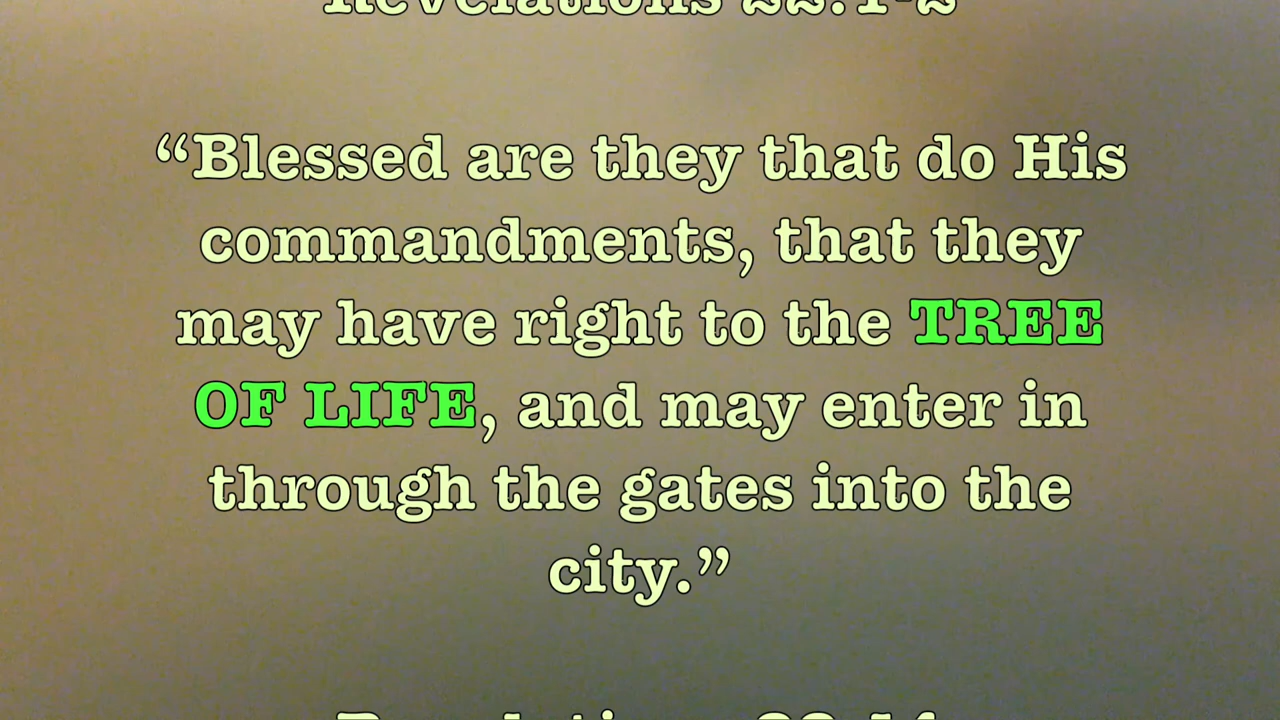 Revelations 22:1-2
“Blessed are they that do His
commandments, that they
may have right to the TREE
OF LIFE, and may enter in
through the gates into the
city.”
Revelations 22:14